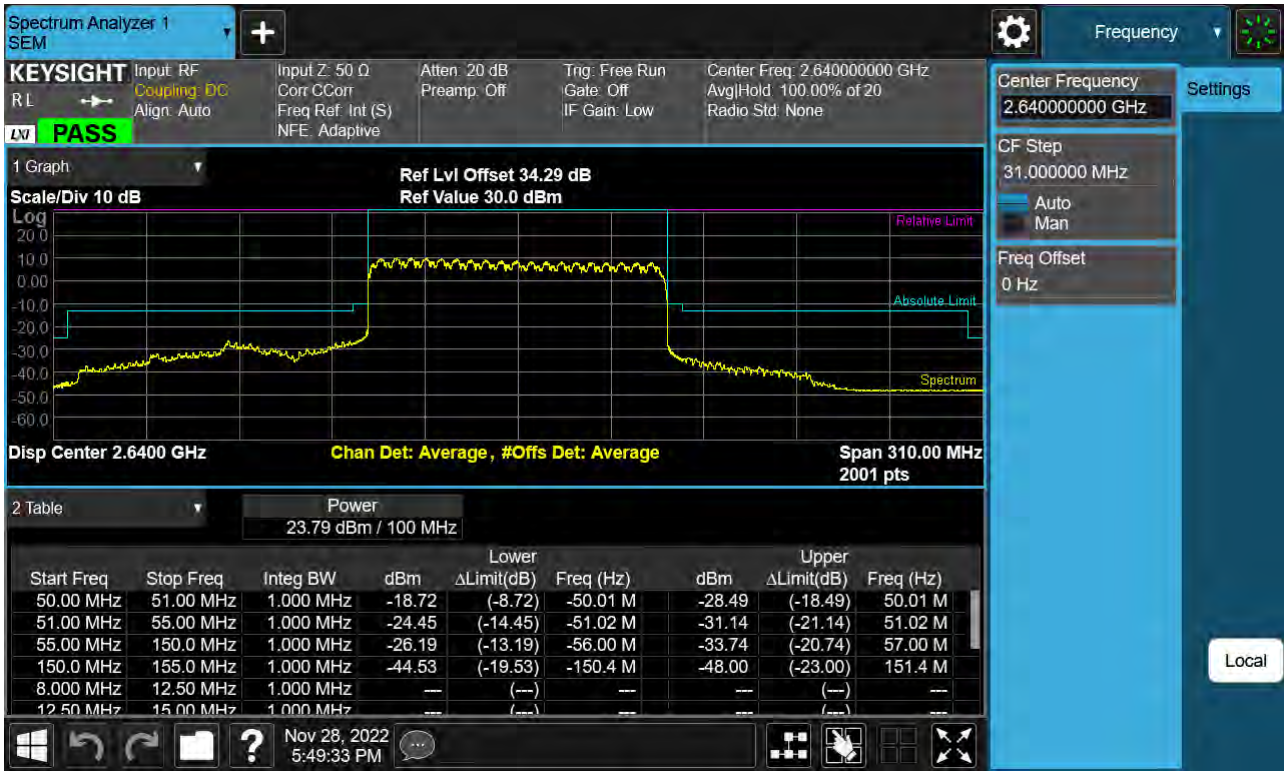 Spectrum Analyzer 1
SEM
Frequency
KEYSIGHT
RL
LXI PASS
Input: RF
Coupling: DC
Align: Auto
Input Z: 50 Ω
Corr CCorr
Freq Ref: Int (S)
NFE: Adaptive
Atten: 20 dB
Preamp: Off
Trig: Free Run
Gate: Off
IF Gain: Low
Center Freq: 2.640000000 GHz
Avg|Hold: 100.00% of 20
Radio Std: None
Center Frequency
2.640000000 GHz
Settings
CF Step
31.000000 MHz
Auto
Man
Freq Offset
0 Hz
Local
1 Graph
Scale/Div 10 dB
Ref Lvl Offset 34.29 dB
Ref Value 30.0 dBm
Log
20.0
10.0
0.00
-10.0
-20.0
-30.0
-40.0
-50.0
-60.0
Relative Limit
Absolute Limit
Spectrum
Disp Center 2.6400 GHz
Chan Det: Average, #Offs Det: Average
Span 310.00 MHz
2001 pts
2 Table
Power
23.79 dBm / 100 MHz
Lower Upper
Start Freq Stop Freq Integ BW dBm ΔLimit(dB) Freq (Hz) dBm ΔLimit(dB) Freq (Hz)
50.00 MHz 51.00 MHz 1.000 MHz -18.72 (-8.72) -50.01 M -28.49 (-18.49) 50.01 M
51.00 MHz 55.00 MHz 1.000 MHz -24.45 (-14.45) -51.02 M -31.14 (-21.14) 51.02 M
55.00 MHz 150.0 MHz 1.000 MHz -26.19 (-13.19) -56.00 M -33.74 (-20.74) 57.00 M
150.0 MHz 155.0 MHz 1.000 MHz -44.53 (-19.53) -150.4 M -48.00 (-23.00) 151.4 M
8.000 MHz 12.50 MHz 1.000 MHz --- (---) --- --- (---) ---
12.50 MHz 15.00 MHz 1.000 MHz --- (---) --- --- (---) ---
Nov 28, 2022
5:49:33 PM